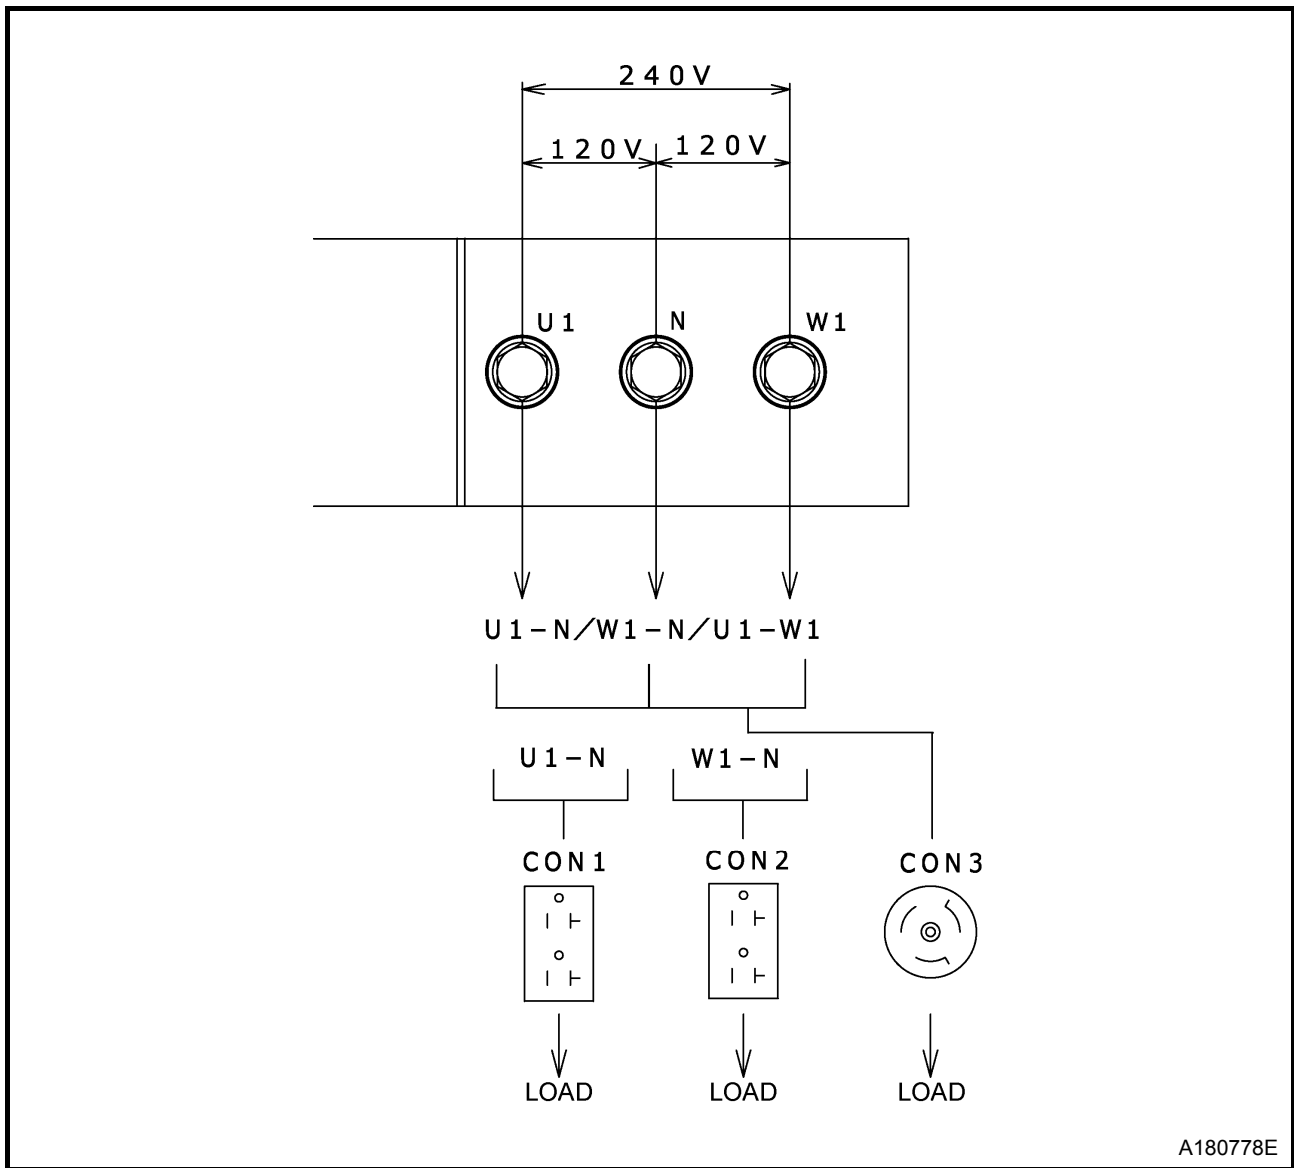 240V
120V 120V
U1 N W1
U1-N/W1-N/U1-W1
U1-N W1-N
CON1 CON2 CON3
LOAD LOAD LOAD
A180778E